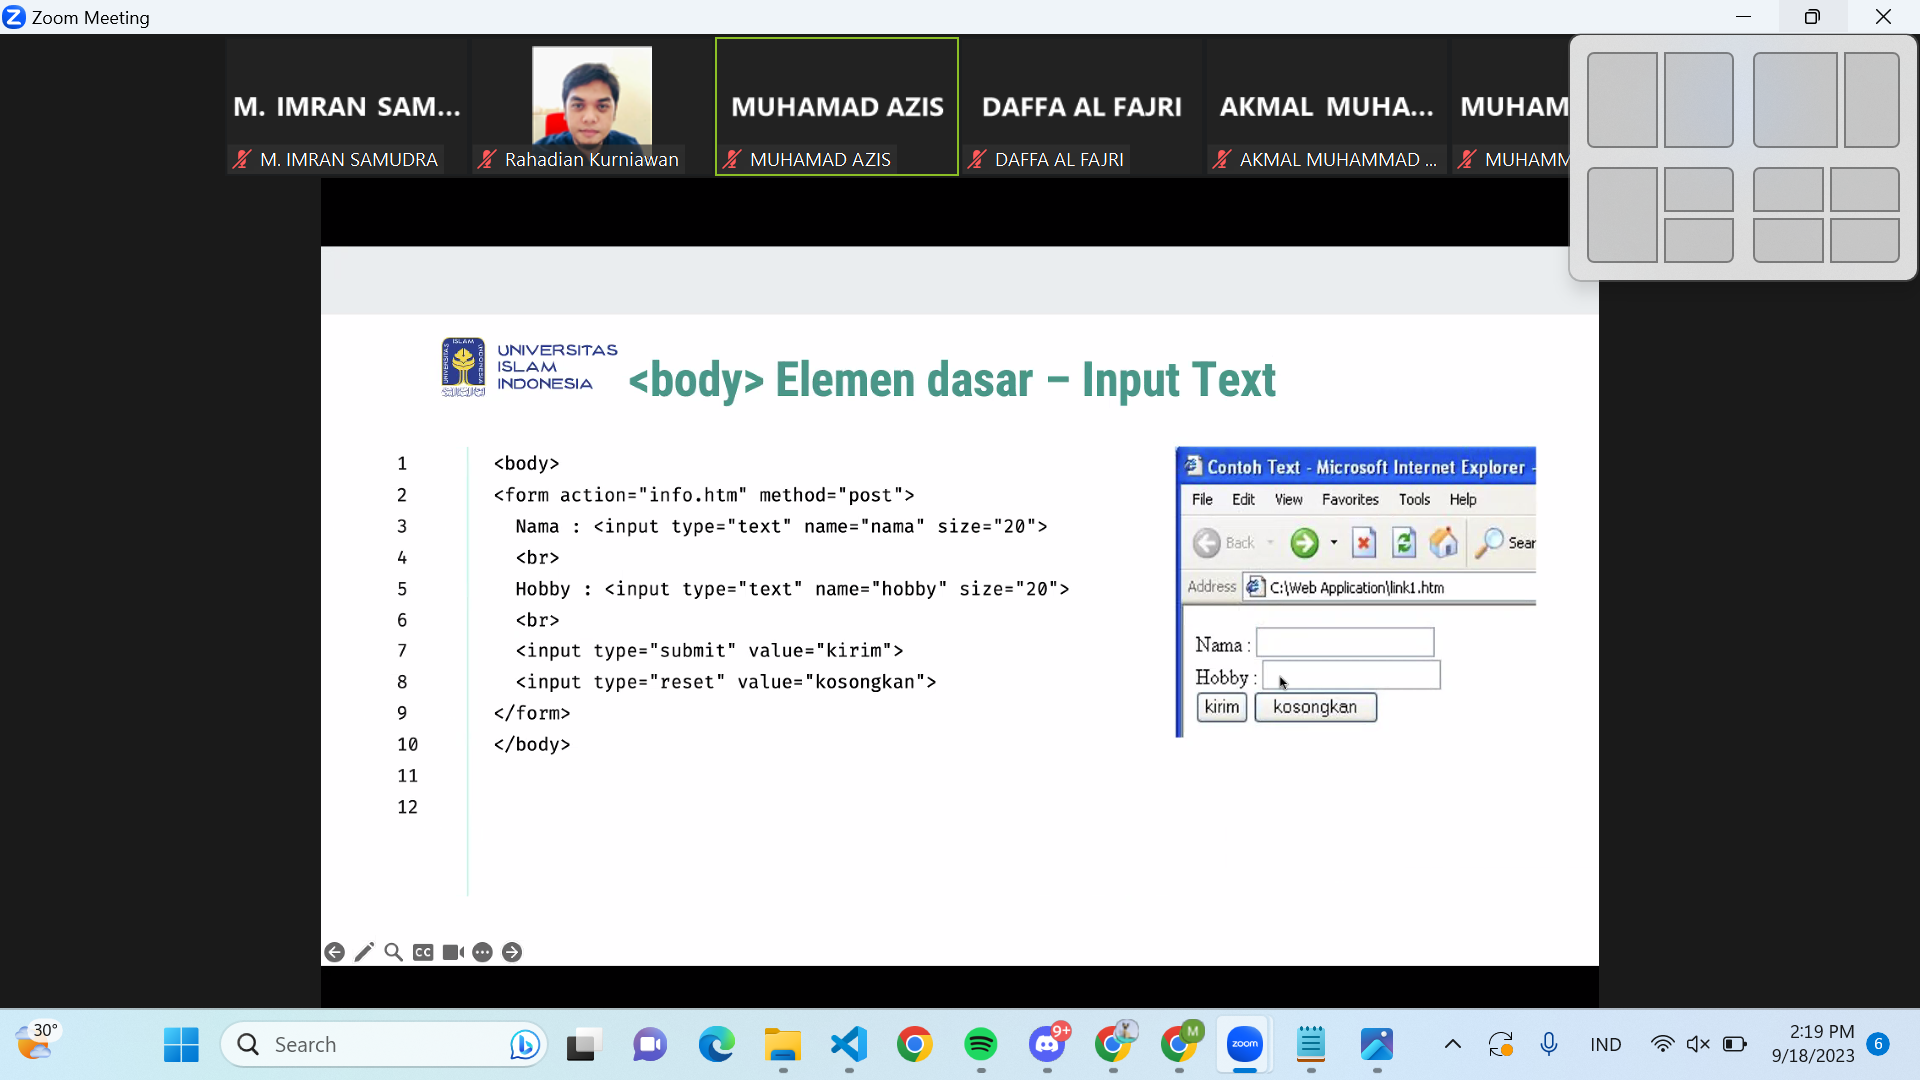 Zoom Meeting
M. IMRAN SAM...
MUHAMAD AZIS
DAFFA AL FAJRI
AKMAL MUHA...
MUHAM
M. IMRAN SAMUDRA
Rahadian Kurniawan
MUHAMAD AZIS
DAFFA AL FAJRI
AKMAL MUHAMMAD ...
MUHAMM
UNIVERSITAS
ISLAM
INDONESIA
<body> Elemen dasar – Input Text
1 <body>
2 <form action="info.htm" method="post">
3 Nama : <input type="text" name="nama" size="20">
4 <br>
5 Hobby : <input type="text" name="hobby" size="20">
6 <br>
7 <input type="submit" value="kirim">
8 <input type="reset" value="kosongkan">
9 </form>
10 </body>
11
12
Contoh Text - Microsoft Internet Explorer -
File Edit View Favorites Tools Help
Back Sear
Address C:\Web Application\link1.htm
Nama :
Hobby :
kirim kosongkan
CC
30°
Search
9+
M
zoom
IND
2:19 PM
9/18/2023
6